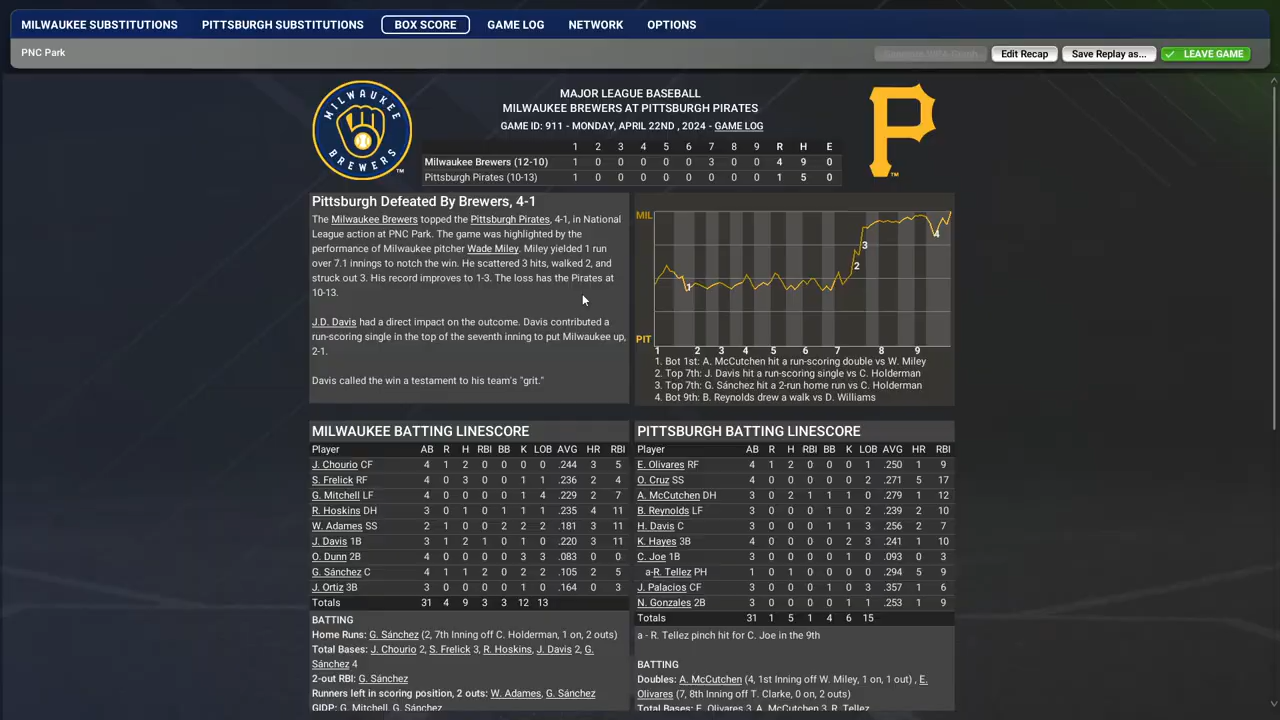 MILWAUKEE SUBSTITUTIONS PITTSBURGH SUBSTITUTIONS BOX SCORE GAME LOG NETWORK OPTIONS
PNC Park
Edit Recap Save Replay as... LEAVE GAME
MILWAUKEE BREWERS
MAJOR LEAGUE BASEBALL
MILWAUKEE BREWERS AT PITTSBURGH PIRATES
GAME ID: 911 - MONDAY, APRIL 22ND , 2024 - GAME LOG
P
1 2 3 4 5 6 7 8 9 R H E
Milwaukee Brewers (12-10) 1 0 0 0 0 0 3 0 0 4 9 0
Pittsburgh Pirates (10-13) 1 0 0 0 0 0 0 0 0 1 5 0
Pittsburgh Defeated By Brewers, 4-1
The Milwaukee Brewers topped the Pittsburgh Pirates, 4-1, in National
League action at PNC Park. The game was highlighted by the
performance of Milwaukee pitcher Wade Miley. Miley yielded 1 run
over 7.1 innings to notch the win. He scattered 3 hits, walked 2, and
struck out 3. His record improves to 1-3. The loss has the Pirates at
10-13.
J.D. Davis had a direct impact on the outcome. Davis contributed a
run-scoring single in the top of the seventh inning to put Milwaukee up,
2-1.
Davis called the win a testament to his team's "grit."
MIL
1 2 3 4
PIT
1 2 3 4 5 6 7 8 9
1. Bot 1st: A. McCutchen hit a run-scoring double vs W. Miley
2. Top 7th: J. Davis hit a run-scoring single vs C. Holderman
3. Top 7th: G. Sánchez hit a 2-run home run vs C. Holderman
4. Bot 9th: B. Reynolds drew a walk vs D. Williams
MILWAUKEE BATTING LINESCORE
Player AB R H RBI BB K LOB AVG HR RBI
J. Chourio CF 4 1 2 0 0 0 0 .244 3 5
S. Frelick RF 4 0 3 0 0 1 1 .236 2 4
G. Mitchell LF 4 0 0 0 0 1 4 .229 2 7
R. Hoskins DH 3 0 1 0 1 1 1 .235 4 11
W. Adames SS 2 1 0 0 2 2 2 .181 3 11
J. Davis 1B 3 1 2 1 0 1 0 .220 3 11
O. Dunn 2B 4 0 0 0 0 3 3 .083 0 0
G. Sánchez C 4 1 1 2 0 2 2 .105 2 5
J. Ortiz 3B 3 0 0 0 0 1 0 .164 0 3
Totals 31 4 9 3 3 12 13
BATTING
Home Runs: G. Sánchez (2, 7th Inning off C. Holderman, 1 on, 2 outs)
Total Bases: J. Chourio 2, S. Frelick 3, R. Hoskins, J. Davis 2, G.
Sánchez 4
2-out RBI: G. Sánchez
Runners left in scoring position, 2 outs: W. Adames, G. Sánchez
GIDP: G. Mitchell, G. Sánchez
PITTSBURGH BATTING LINESCORE
Player AB R H RBI BB K LOB AVG HR RBI
E. Olivares RF 4 1 2 0 0 0 1 .250 1 9
O. Cruz SS 4 0 0 0 0 0 2 .271 5 17
A. McCutchen DH 3 0 2 1 1 1 0 .279 1 12
B. Reynolds LF 3 0 0 0 1 0 2 .239 2 10
H. Davis C 3 0 0 0 1 1 3 .256 2 7
K. Hayes 3B 4 0 0 0 0 2 3 .241 1 10
C. Joe 1B 3 0 0 0 0 1 0 .093 0 3
a-R. Tellez PH 1 0 1 0 0 0 0 .294 5 9
J. Palacios CF 3 0 0 0 1 0 3 .357 1 6
N. Gonzales 2B 3 0 0 0 0 1 1 .253 1 9
Totals 31 1 5 1 4 6 15
a - R. Tellez pinch hit for C. Joe in the 9th
BATTING
Doubles: A. McCutchen (4, 1st Inning off W. Miley, 1 on, 1 out) , E.
Olivares (7, 8th Inning off T. Clarke, 0 on, 2 outs)
Total Bases: E. Olivares 3, A. McCutchen 3, R. Tellez